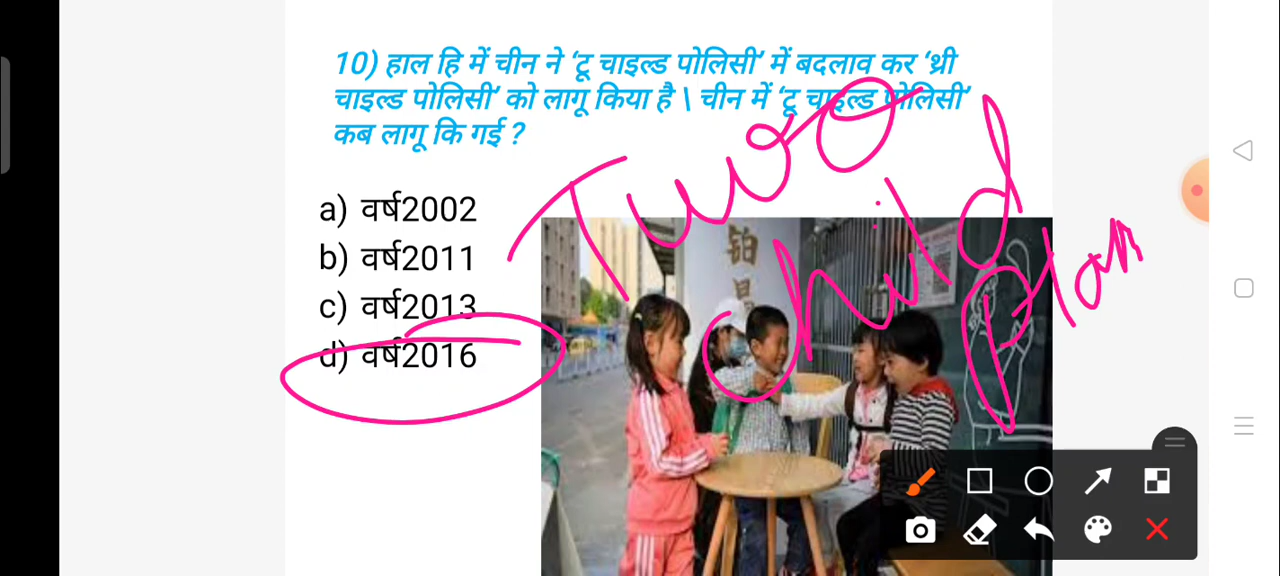 10) हाल हि में चीन ने ‘टू चाइल्ड पोलिसी’ में बदलाव कर ‘थ्री
चाइल्ड पोलिसी’ को लागू किया है \ चीन में ‘टू चाइल्ड पोलिसी’
कब लागू कि गई ?
a) वर्ष2002
b) वर्ष2011
c) वर्ष2013
d) वर्ष2016
Two
child
Plan
铂